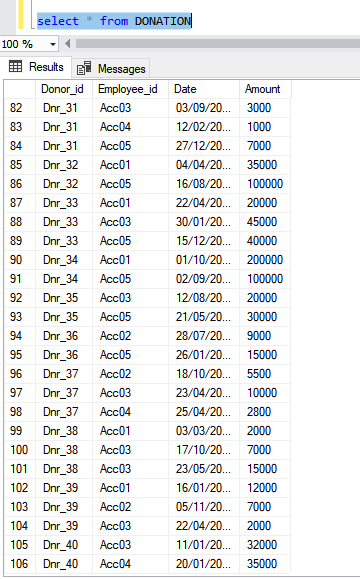 select * from DONATION
100 %
Results Messages
Donor_id Employee_id Date Amount
82 Dnr_31 Acc03 03/09/20... 3000
83 Dnr_31 Acc04 12/02/20... 1000
84 Dnr_31 Acc05 27/12/20... 7000
85 Dnr_32 Acc01 04/04/20... 35000
86 Dnr_32 Acc05 16/08/20... 100000
87 Dnr_33 Acc01 22/04/20... 20000
88 Dnr_33 Acc03 30/01/20... 45000
89 Dnr_33 Acc05 15/12/20... 40000
90 Dnr_34 Acc01 01/10/20... 200000
91 Dnr_34 Acc05 02/09/20... 100000
92 Dnr_35 Acc03 12/08/20... 20000
93 Dnr_35 Acc05 21/05/20... 30000
94 Dnr_36 Acc02 28/07/20... 9000
95 Dnr_36 Acc05 26/01/20... 15000
96 Dnr_37 Acc02 18/10/20... 5500
97 Dnr_37 Acc03 23/04/20... 10000
98 Dnr_37 Acc04 25/04/20... 2800
99 Dnr_38 Acc01 03/03/20... 2000
100 Dnr_38 Acc03 17/10/20... 7000
101 Dnr_38 Acc03 23/05/20... 15000
102 Dnr_39 Acc01 16/01/20... 12000
103 Dnr_39 Acc02 05/11/20... 7000
104 Dnr_39 Acc03 22/04/20... 2000
105 Dnr_40 Acc03 11/01/20... 32000
106 Dnr_40 Acc04 20/01/20... 35000